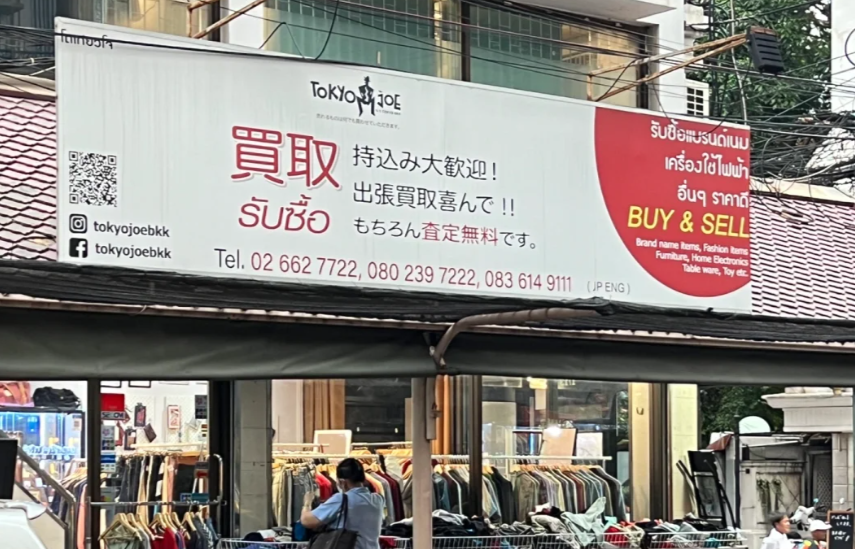 โตเกียวโจ
TOKYO JOE
買取
รับซื้อ
持込み大歓迎!
出張買取喜んで!!
もちろん査定無料です。
tokyojoebkk
tokyojoebkk
Tel. 02 662 7722, 080 239 7222, 083 614 9111 (JP ENG)
รับซื้อแบรนด์เนม
เครื่องใช้ไฟฟ้า
อื่นๆ ราคาดี
BUY & SELL
Brand name items, Fashion items
Furniture, Home Electronics
Table ware, Toy etc.